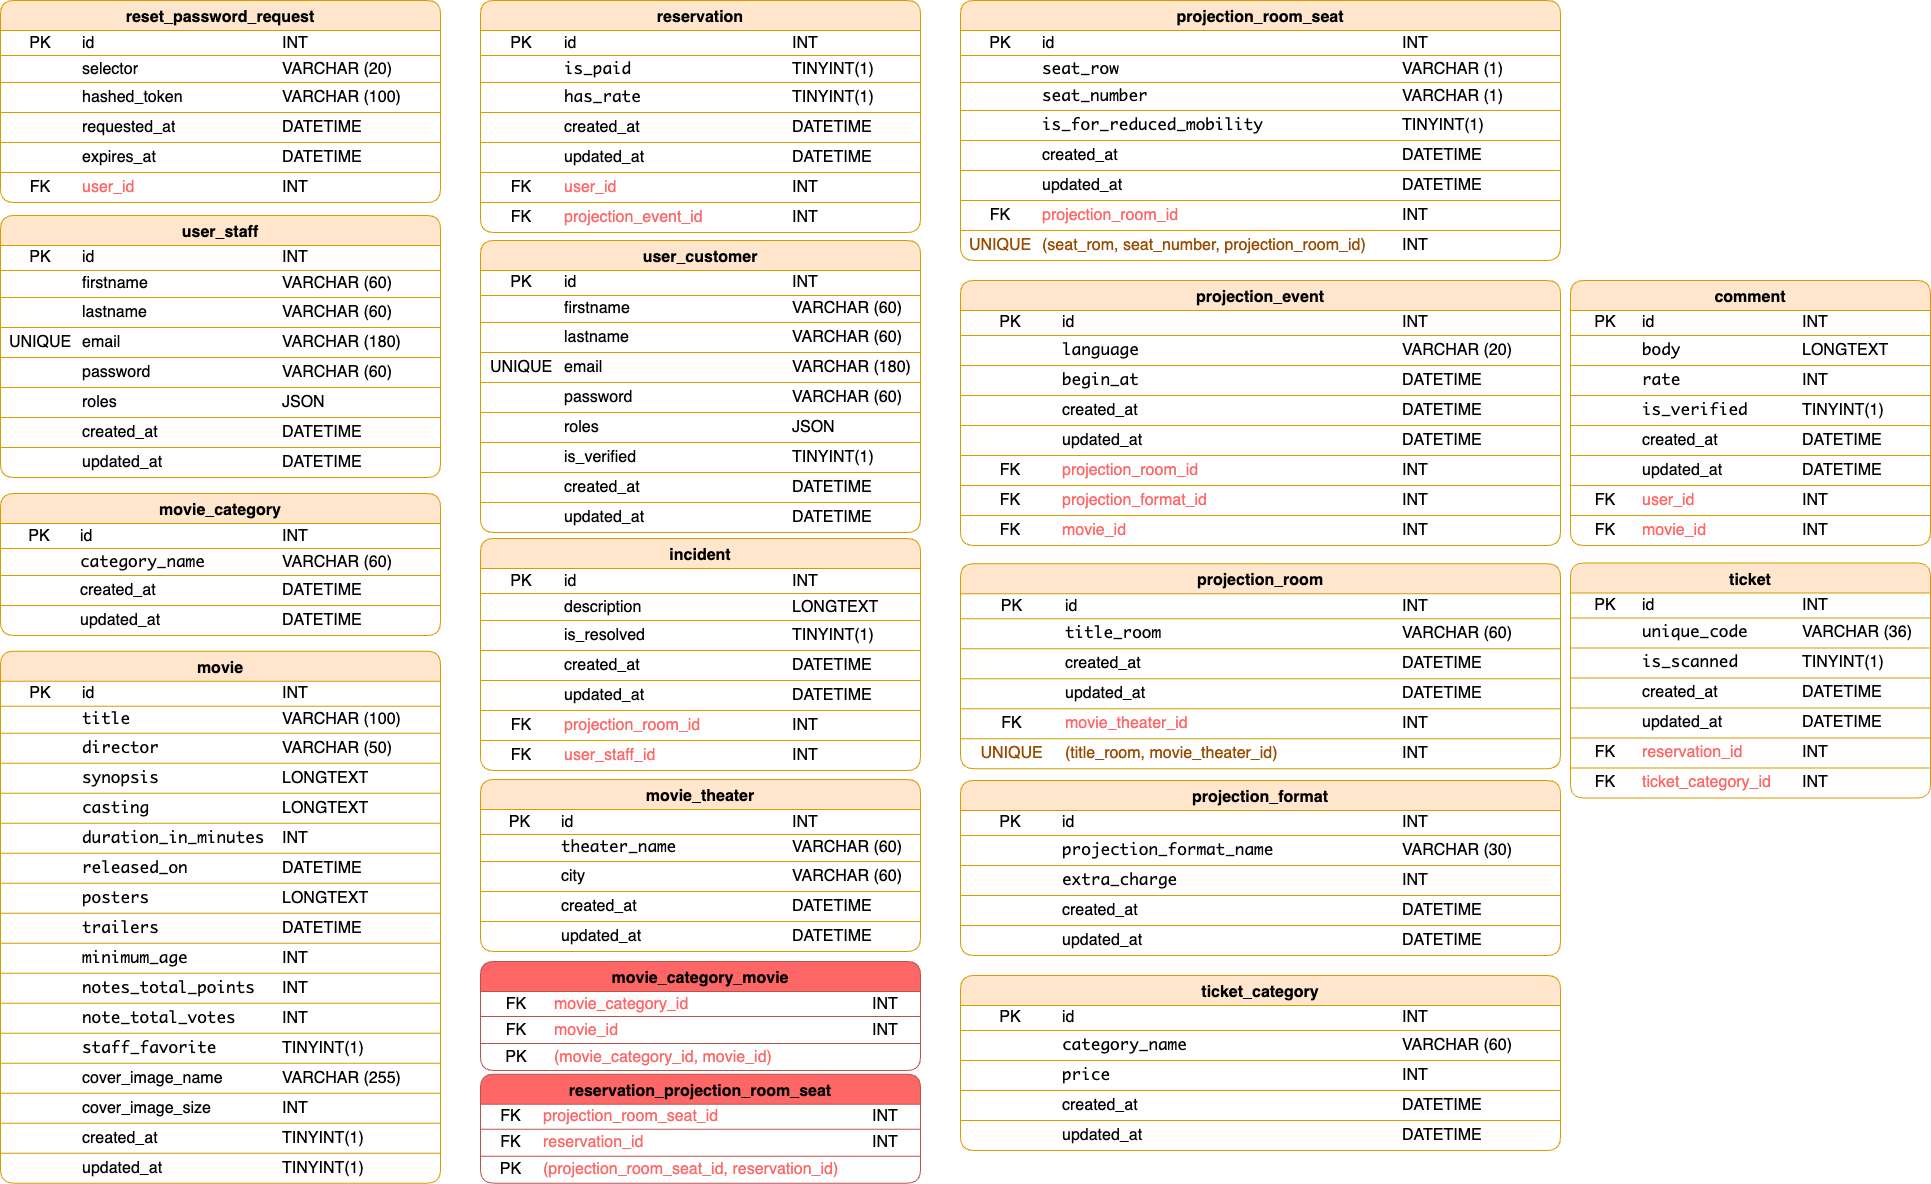 reset_password_request
PK id INT
selector VARCHAR (20)
hashed_token VARCHAR (100)
requested_at DATETIME
expires_at DATETIME
FK user_id INT
user_staff
PK id INT
firstname VARCHAR (60)
lastname VARCHAR (60)
UNIQUE email VARCHAR (180)
password VARCHAR (60)
roles JSON
created_at DATETIME
updated_at DATETIME
movie_category
PK id INT
category_name VARCHAR (60)
created_at DATETIME
updated_at DATETIME
movie
PK id INT
title VARCHAR (100)
director VARCHAR (50)
synopsis LONGTEXT
casting LONGTEXT
duration_in_minutes INT
released_on DATETIME
posters LONGTEXT
trailers DATETIME
minimum_age INT
notes_total_points INT
note_total_votes INT
staff_favorite TINYINT(1)
cover_image_name VARCHAR (255)
cover_image_size INT
created_at TINYINT(1)
updated_at TINYINT(1)
reservation
PK id INT
is_paid TINYINT(1)
has_rate TINYINT(1)
created_at DATETIME
updated_at DATETIME
FK user_id INT
FK projection_event_id INT
user_customer
PK id INT
firstname VARCHAR (60)
lastname VARCHAR (60)
UNIQUE email VARCHAR (180)
password VARCHAR (60)
roles JSON
is_verified TINYINT(1)
created_at DATETIME
updated_at DATETIME
incident
PK id INT
description LONGTEXT
is_resolved TINYINT(1)
created_at DATETIME
updated_at DATETIME
FK projection_room_id INT
FK user_staff_id INT
movie_theater
PK id INT
theater_name VARCHAR (60)
city VARCHAR (60)
created_at DATETIME
updated_at DATETIME
movie_category_movie
FK movie_category_id INT
FK movie_id INT
PK (movie_category_id, movie_id)
reservation_projection_room_seat
FK projection_room_seat_id INT
FK reservation_id INT
PK (projection_room_seat_id, reservation_id)
projection_room_seat
PK id INT
seat_row VARCHAR (1)
seat_number VARCHAR (1)
is_for_reduced_mobility TINYINT(1)
created_at DATETIME
updated_at DATETIME
FK projection_room_id INT
UNIQUE (seat_rom, seat_number, projection_room_id) INT
projection_event
PK id INT
language VARCHAR (20)
begin_at DATETIME
created_at DATETIME
updated_at DATETIME
FK projection_room_id INT
FK projection_format_id INT
FK movie_id INT
projection_room
PK id INT
title_room VARCHAR (60)
created_at DATETIME
updated_at DATETIME
FK movie_theater_id INT
UNIQUE (title_room, movie_theater_id) INT
projection_format
PK id INT
projection_format_name VARCHAR (30)
extra_charge INT
created_at DATETIME
updated_at DATETIME
ticket_category
PK id INT
category_name VARCHAR (60)
price INT
created_at DATETIME
updated_at DATETIME
comment
PK id INT
body LONGTEXT
rate INT
is_verified TINYINT(1)
created_at DATETIME
updated_at DATETIME
FK user_id INT
FK movie_id INT
ticket
PK id INT
unique_code VARCHAR (36)
is_scanned TINYINT(1)
created_at DATETIME
updated_at DATETIME
FK reservation_id INT
FK ticket_category_id INT